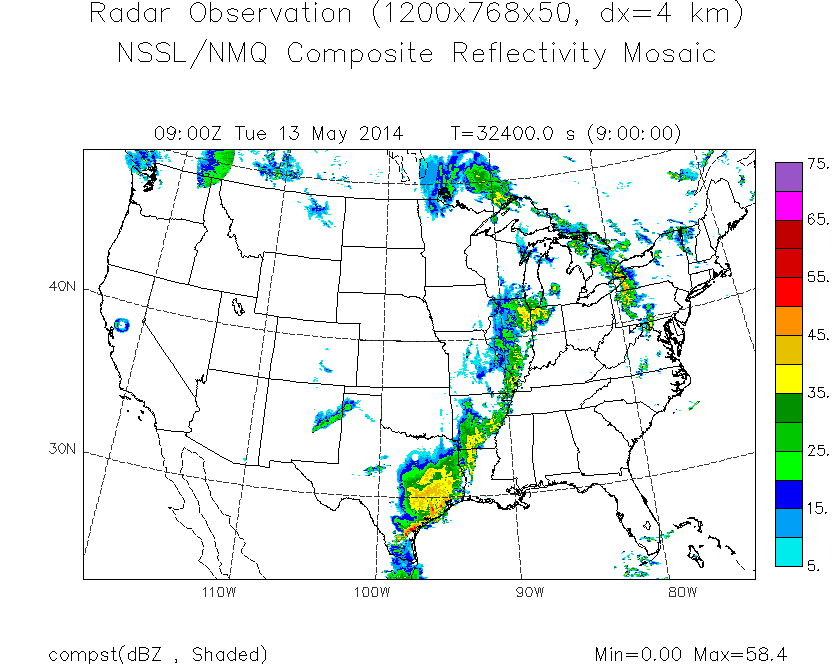 Radar Observation (1200x768x50, dx=4 km)
NSSL/NMQ Composite Reflectivity Mosaic
09:00Z Tue 13 May 2014 T=32400.0 s (9:00:00)
75.
65.
55.
45.
35.
25.
15.
5.
40N
30N
110W 100W 90W 80W
compst(dBZ , Shaded) Min=0.00 Max=58.4